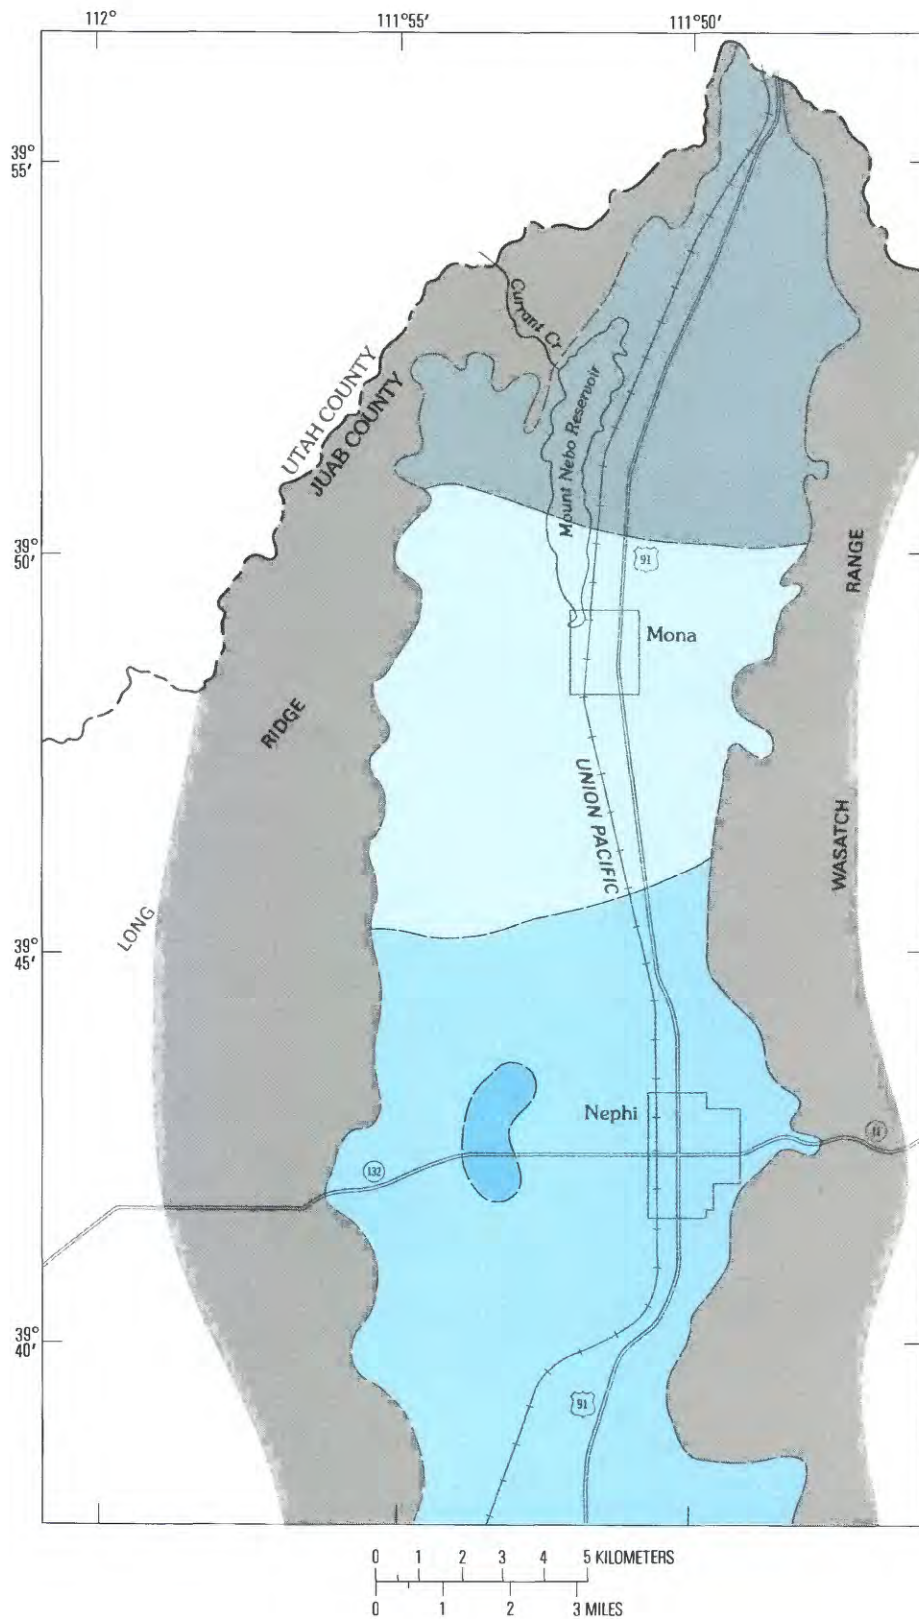 112°
111°55′
111°50′
39°
55′
Currant Cr
UTAH COUNTY
JUAB COUNTY
Mount Nebo Reservoir
39°
50′
91
RANGE
Mona
RIDGE
UNION PACIFIC
WASATCH
LONG
39°
45′
Nephi
132
11
39°
40′
91
0 1 2 3 4 5 KILOMETERS
0 1 2 3 MILES